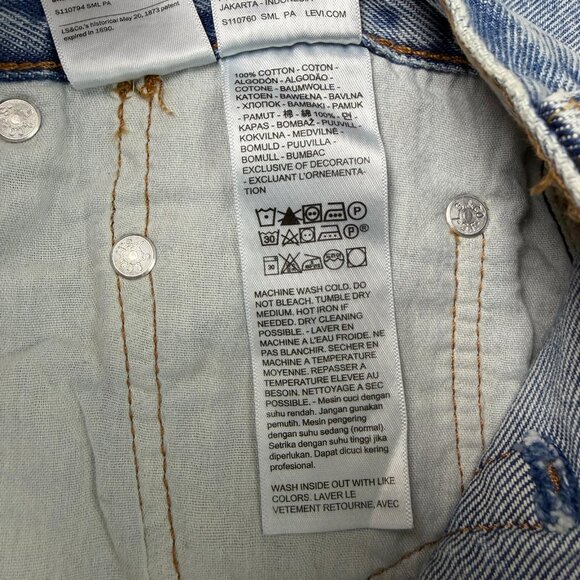 S110794 SML PA
LS&Co.'s historical May 20, 1873 patent
expired in 1890.
JAKARTA - INDONES
S110760 SML PA LEVI.COM
100% COTTON - COTON -
ALGODÓN - ALGODÃO -
COTONE - BAUMWOLLE -
KATOEN - BAWEŁNA - BAVLNA
- ХЛОПОК - BAMBAKI - PAMUK
- PAMUT - 棉 - 綿 100% - 면 -
KAPAS - BOMBAŽ - PUUVILL -
KOKVILNA - MEDVILNĖ -
BOMULD - PUUVILLA -
BOMULL - BUMBAC
EXCLUSIVE OF DECORATION
- EXCLUANT L'ORNEMENTA-
TION
P
30 P ®
30
MACHINE WASH COLD. DO
NOT BLEACH. TUMBLE DRY
MEDIUM. HOT IRON IF
NEEDED. DRY CLEANING
POSSIBLE. - LAVER EN
MACHINE A L'EAU FROIDE. NE
PAS BLANCHIR. SECHER EN
MACHINE A TEMPERATURE
MOYENNE. REPASSER A
TEMPERATURE ELEVEE AU
BESOIN. NETTOYAGE A SEC
POSSIBLE. - Mesin cuci dengan
suhu rendah. Jangan gunakan
pemutih. Mesin pengering
dengan suhu sedang (normal).
Setrika dengan suhu tinggi jika
diperlukan. Dapat dicuci kering
profesional.
WASH INSIDE OUT WITH LIKE
COLORS. LAVER LE
VETEMENT RETOURNE, AVEC